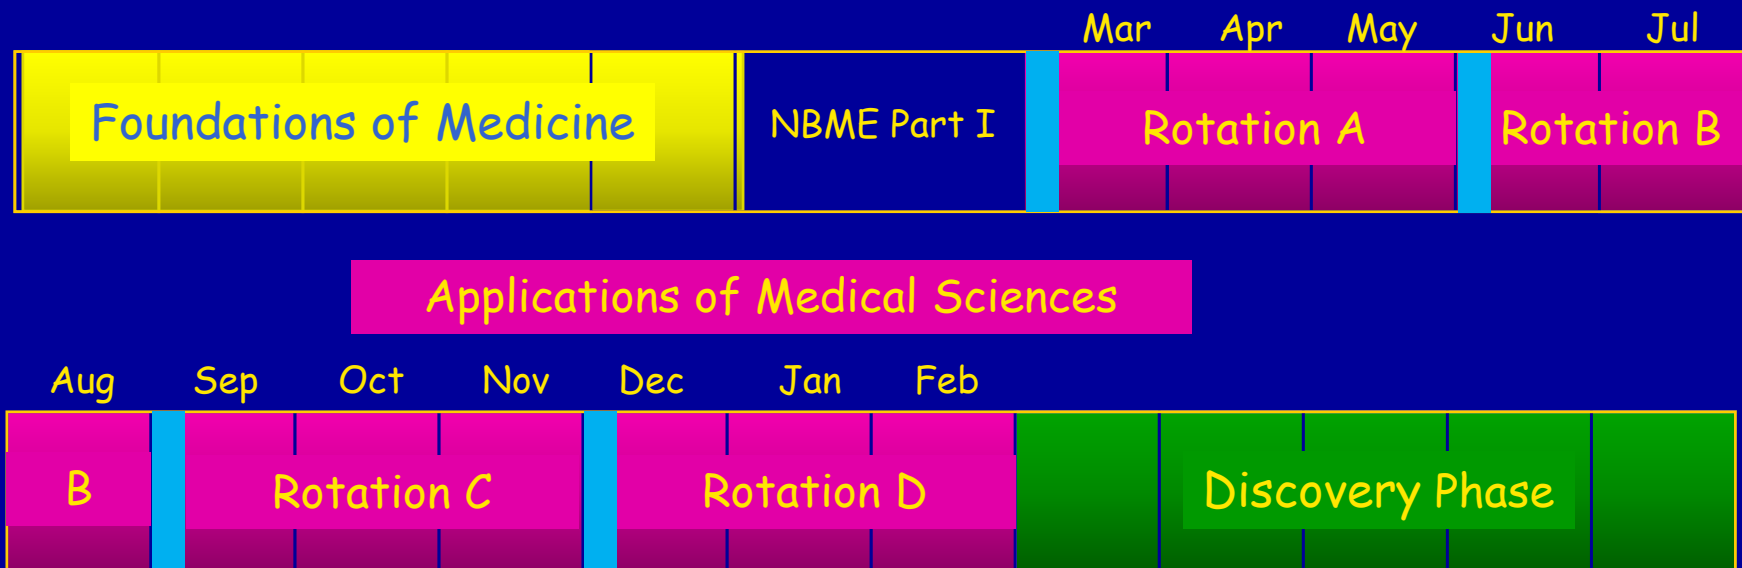 Mar Apr May Jun Jul
Foundations of Medicine NBME Part I Rotation A Rotation B
Applications of Medical Sciences
Aug Sep Oct Nov Dec Jan Feb
B Rotation C Rotation D Discovery Phase